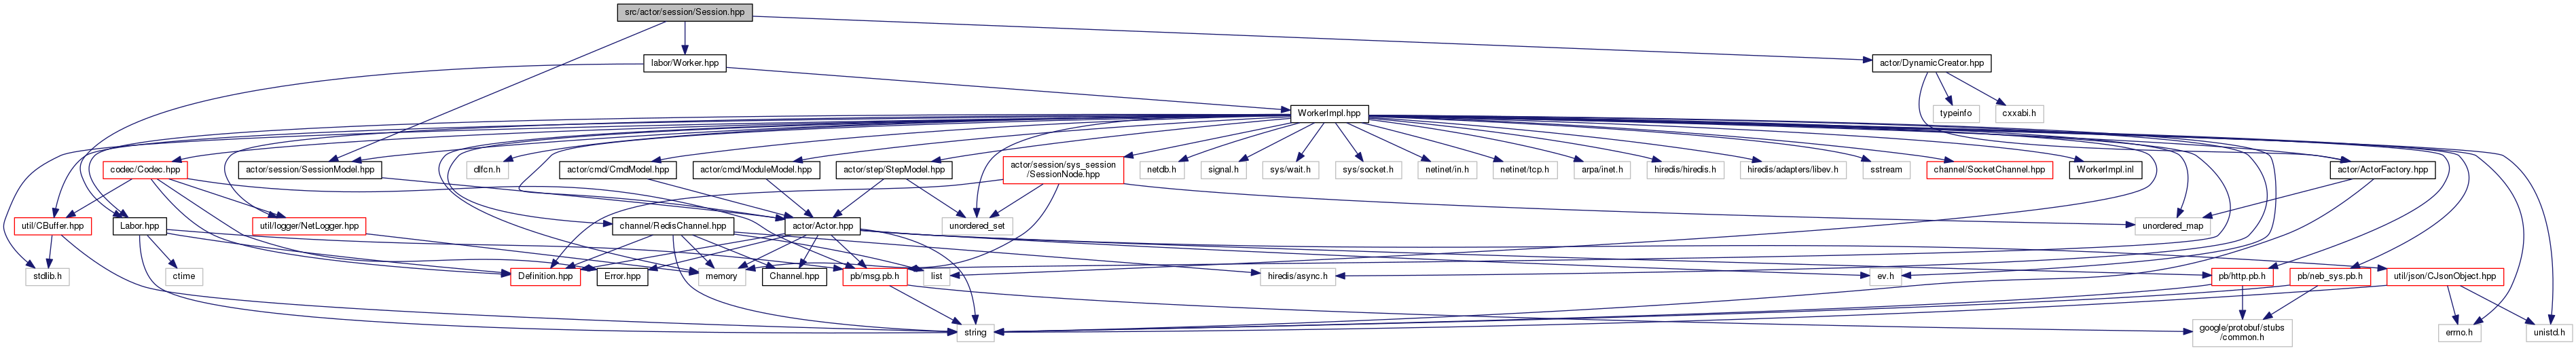 src/actor/session/Session.hpp
labor/Worker.hpp
actor/DynamicCreator.hpp
WorkerImpl.hpp
typeinfo
cxxabi.h
codec/Codec.hpp
actor/session/SessionModel.hpp
dlfcn.h
actor/cmd/CmdModel.hpp
actor/cmd/ModuleModel.hpp
actor/step/StepModel.hpp
actor/session/sys_session
/SessionNode.hpp
netdb.h
signal.h
sys/wait.h
sys/socket.h
netinet/in.h
netinet/tcp.h
arpa/inet.h
hiredis/hiredis.h
hiredis/adapters/libev.h
sstream
channel/SocketChannel.hpp
WorkerImpl.inl
actor/ActorFactory.hpp
util/CBuffer.hpp
Labor.hpp
util/logger/NetLogger.hpp
channel/RedisChannel.hpp
actor/Actor.hpp
unordered_set
unordered_map
stdlib.h
ctime
Definition.hpp
Error.hpp
memory
Channel.hpp
pb/msg.pb.h
list
hiredis/async.h
ev.h
pb/http.pb.h
pb/neb_sys.pb.h
util/json/CJsonObject.hpp
string
google/protobuf/stubs
/common.h
errno.h
unistd.h